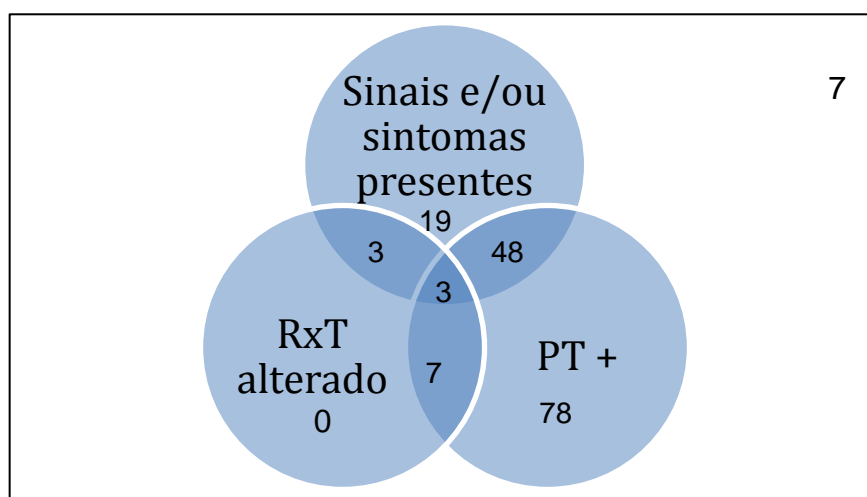 Sinais e/ou
sintomas
presentes
7
19
3
48
3
RxT
alterado
0
7
PT +
78